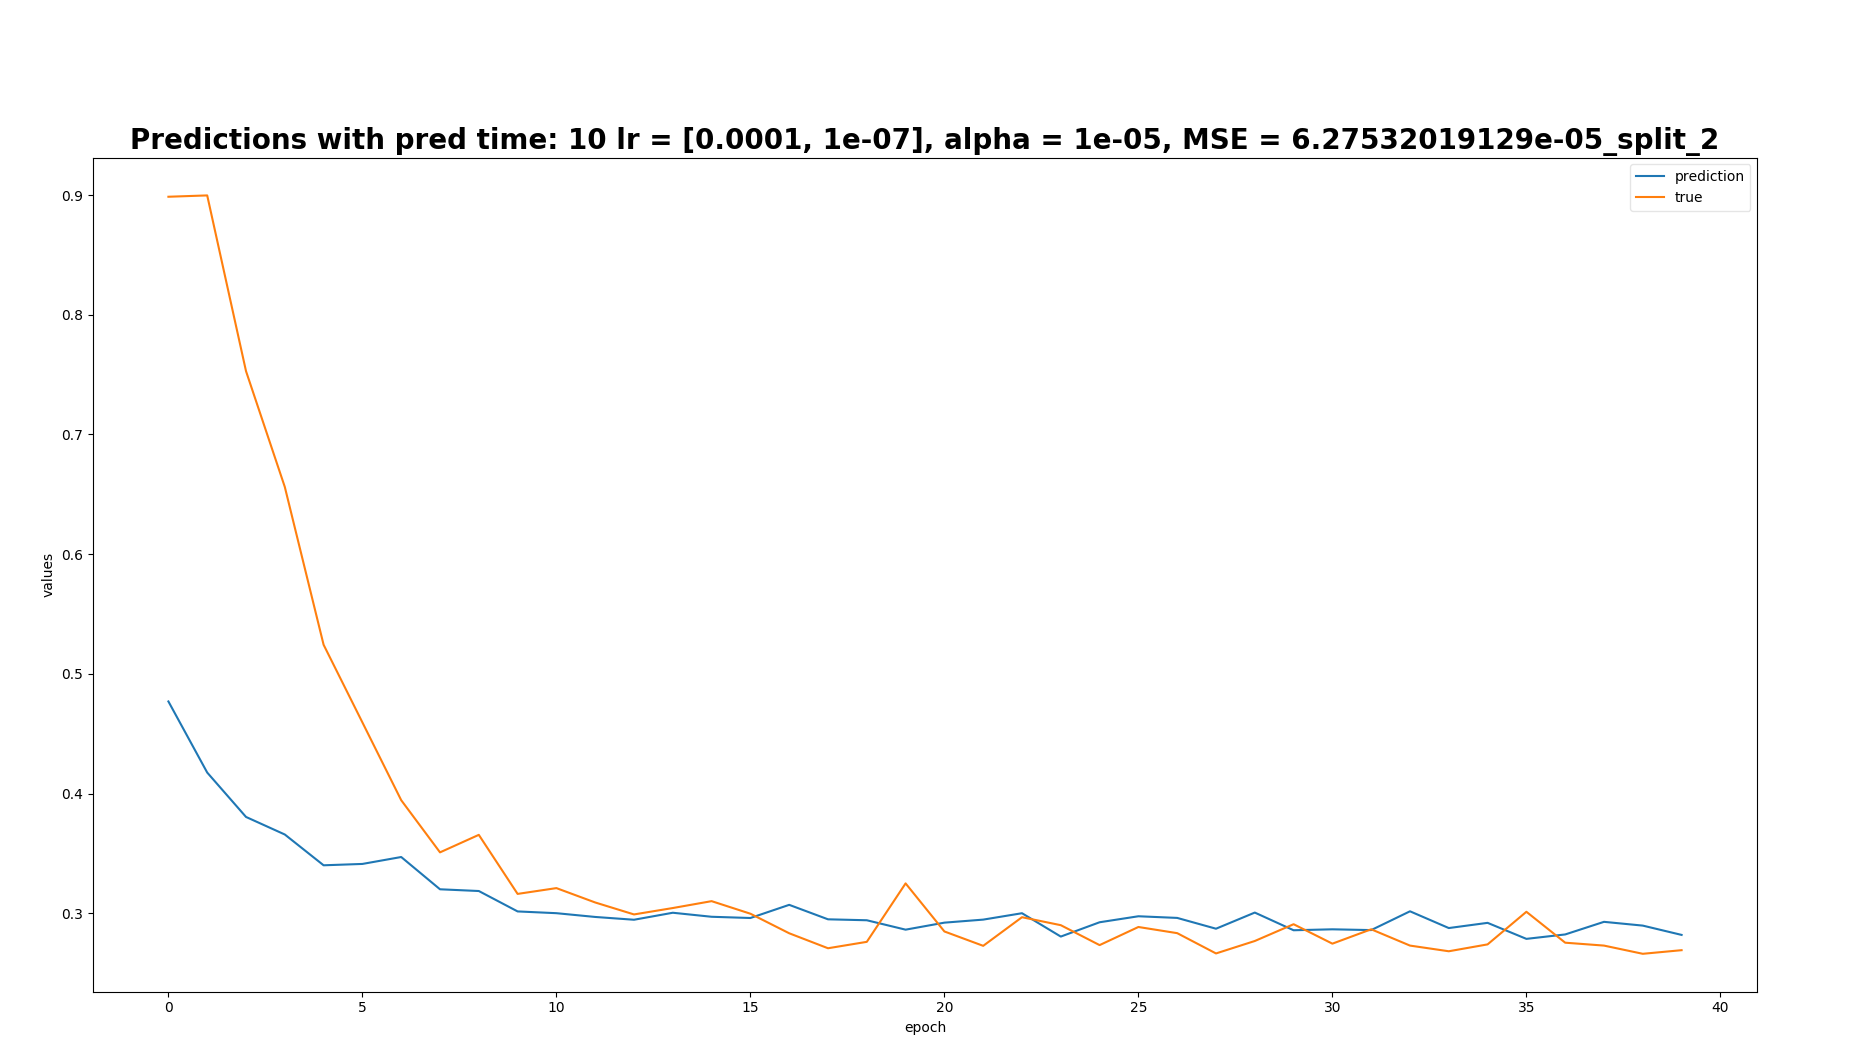 Predictions with pred time: 10 lr = [0.0001, 1e-07], alpha = 1e-05, MSE = 6.27532019129e-05_split_2
prediction
true
0.9
0.8
0.7
0.6
0.5
0.4
0.3
values
0 5 10 15 20 25 30 35 40
epoch